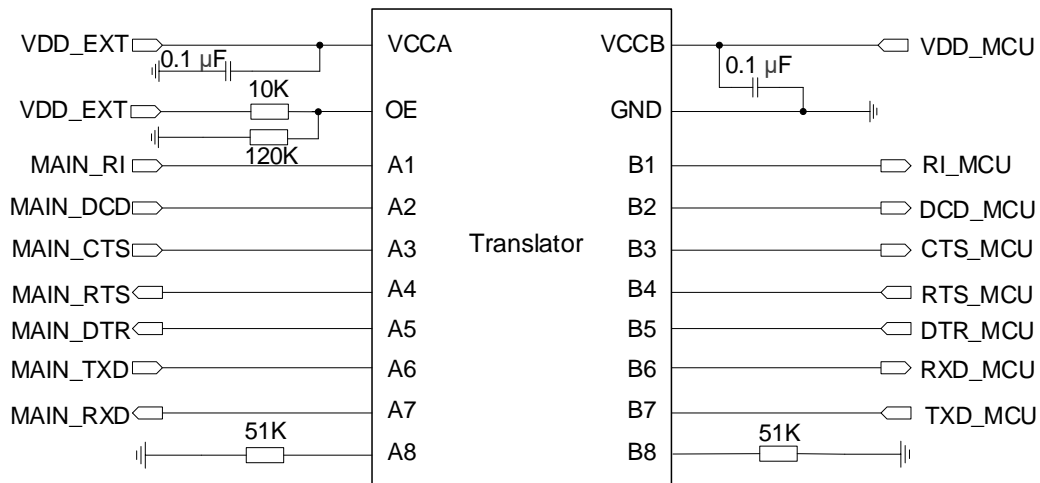 VDD_EXT VCCA VCCB VDD_MCU
0.1 µF 0.1 µF
10K
VDD_EXT OE GND
120K
MAIN_RI A1 B1 RI_MCU
MAIN_DCD A2 B2 DCD_MCU
MAIN_CTS A3 Translator B3 CTS_MCU
MAIN_RTS A4 B4 RTS_MCU
MAIN_DTR A5 B5 DTR_MCU
MAIN_TXD A6 B6 RXD_MCU
MAIN_RXD A7 B7 TXD_MCU
51K A8 B8 51K